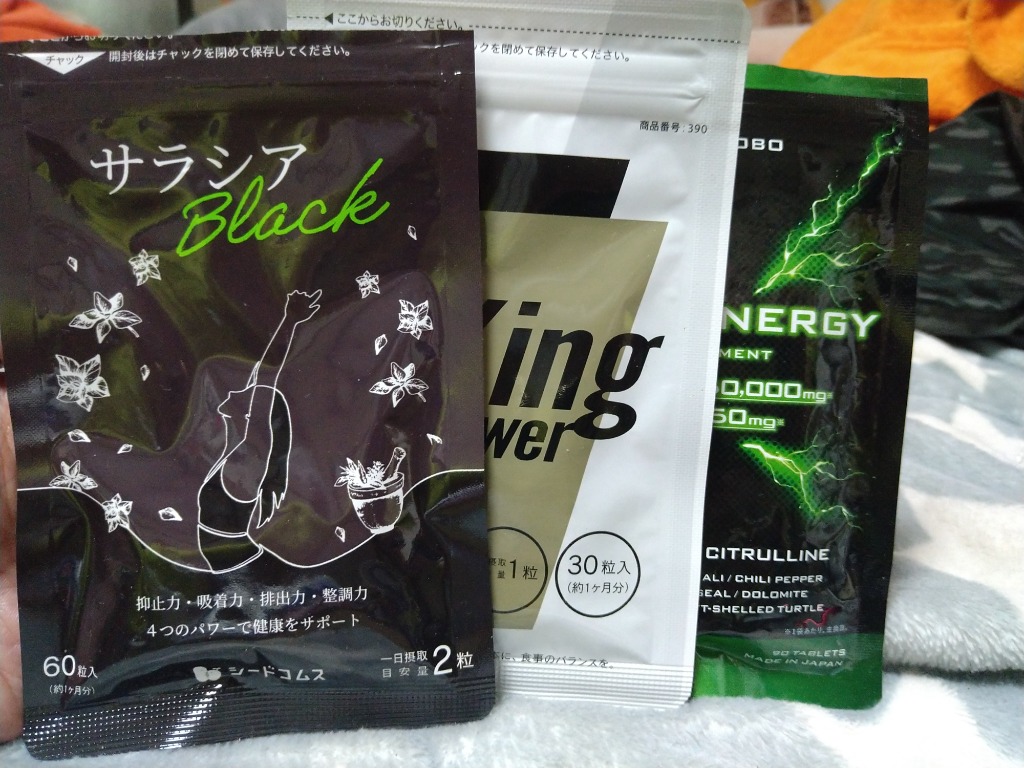 チャック
開封後はチャックを閉めて保存してください。
サラシア
Black
抑止力・吸着力・排出力・整調力
4つのパワーで健康をサポート
60粒入
(約1ヶ月分)
シードコムス
一日摂取
目安量
2粒
◀ここからお切りください。
ックを閉めて保存してください。
商品番号:390
ing
wer
摂取
量
1粒
30粒入
(約1ヶ月分)
に、食事のバランスを。
OBO
NERGY
MENT
0,000mg※
50mg※
CITRULLINE
ALI / CHILI PEPPER
SEAL / DOLOMITE
T-SHELLED TURTLE
90 TABLETS
MADE IN JAPAN